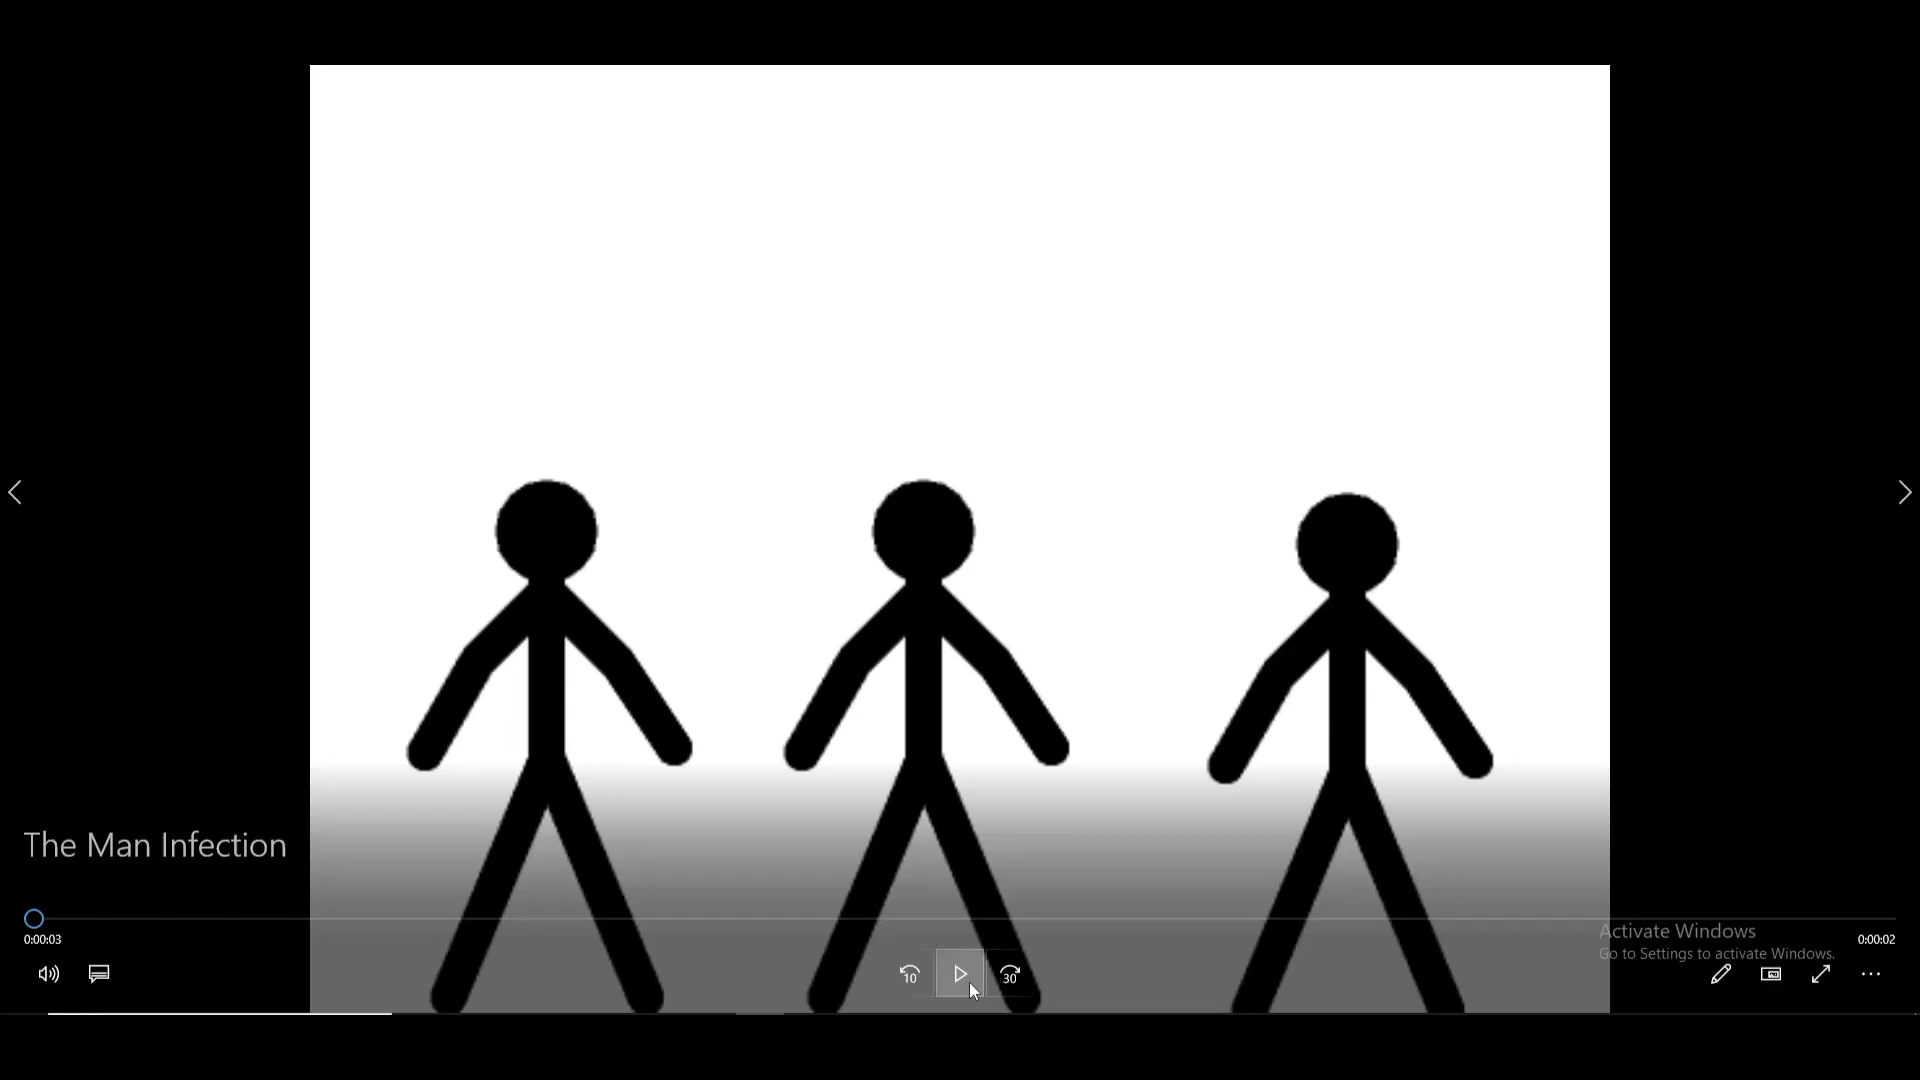 The Man Infection
0:00:03
Activate Windows
0:00:02
Go to Settings to activate Windows.
10
30